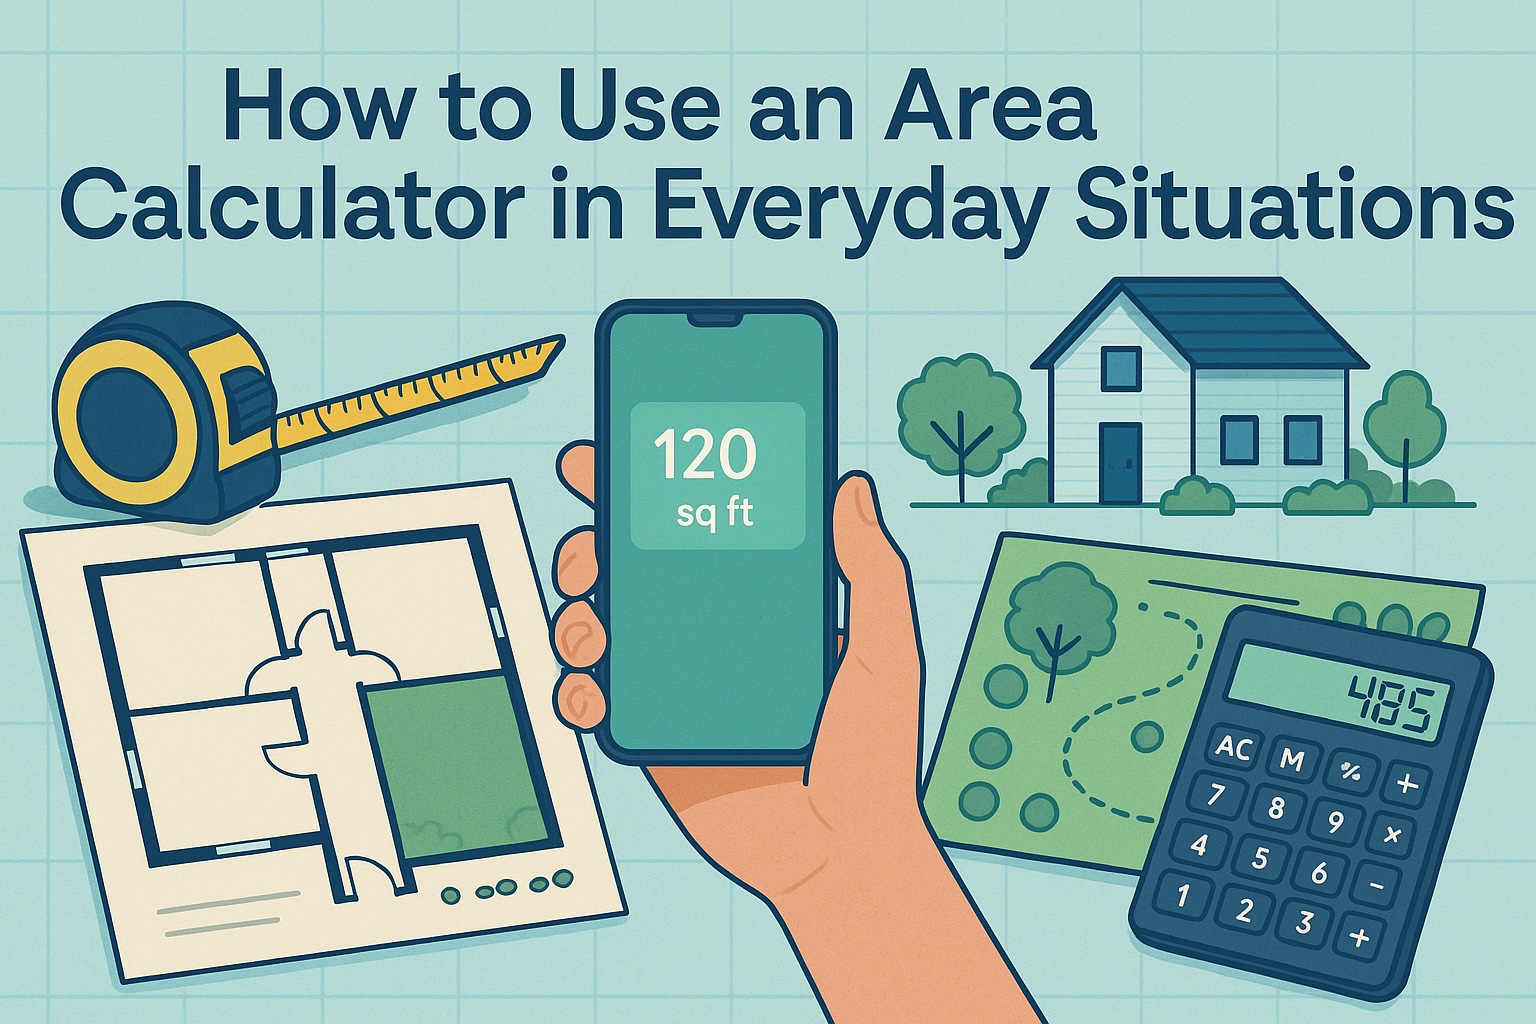 How to Use an Area
Calculator in Everyday Situations
120
sq ft
485
AC M % +
7 8 9 ×
4 5 6 −
1 2 3 +